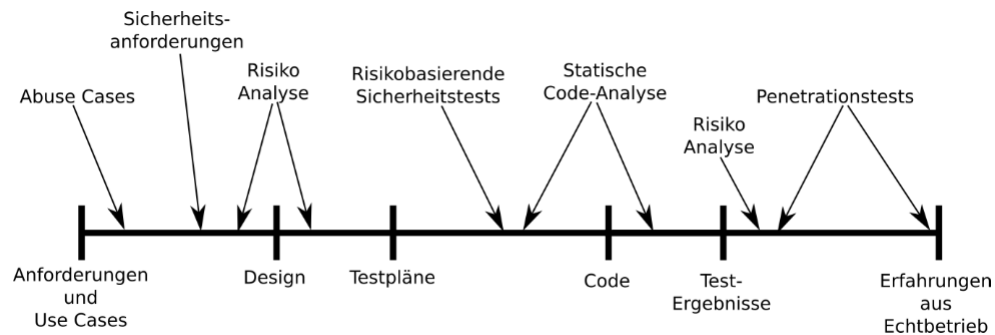 Sicherheits-
anforderungen
Abuse Cases
Risiko
Analyse
Risikobasierende
Sicherheitstests
Statische
Code-Analyse
Risiko
Analyse
Penetrationstests
Anforderungen
und
Use Cases
Design
Testpläne
Code
Test-
Ergebnisse
Erfahrungen
aus
Echtbetrieb